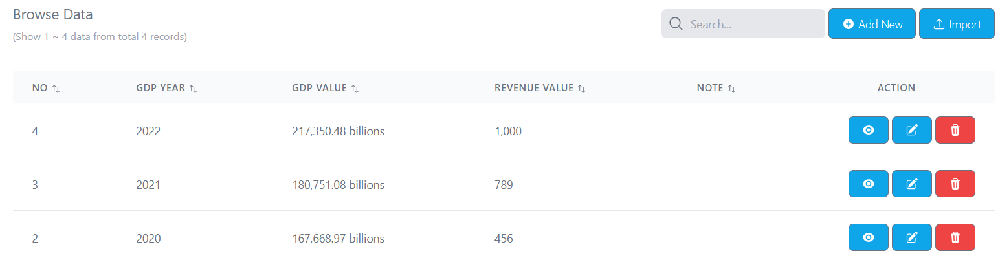 Browse Data
(Show 1 ~ 4 data from total 4 records)
Search...
Add New
Import
NO GDP YEAR GDP VALUE REVENUE VALUE NOTE ACTION
4 2022 217,350.48 billions 1,000
3 2021 180,751.08 billions 789
2 2020 167,668.97 billions 456